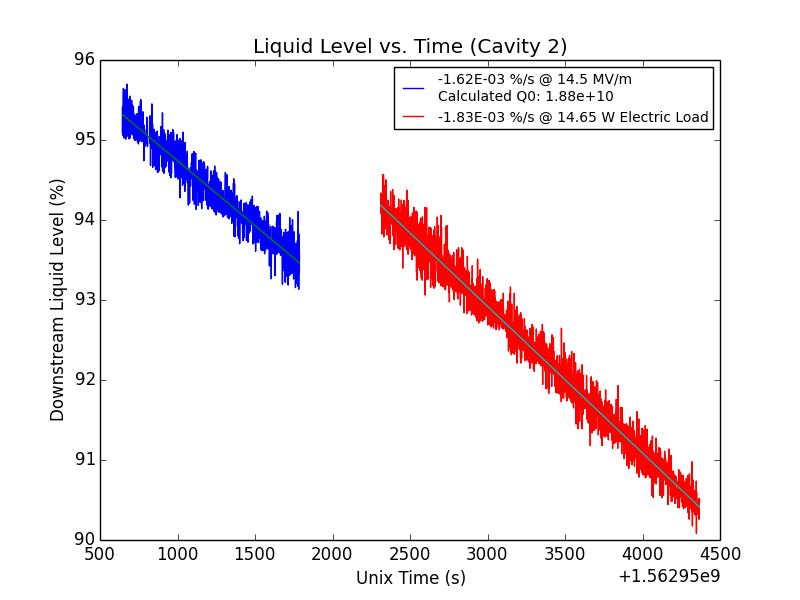 Liquid Level vs. Time (Cavity 2)
-1.62E-03 %/s @ 14.5 MV/m
Calculated Q0: 1.88e+10
-1.83E-03 %/s @ 14.65 W Electric Load
Downstream Liquid Level (%)
96
95
94
93
92
91
90
500 1000 1500 2000 2500 3000 3500 4000 4500
Unix Time (s)
+1.56295e9